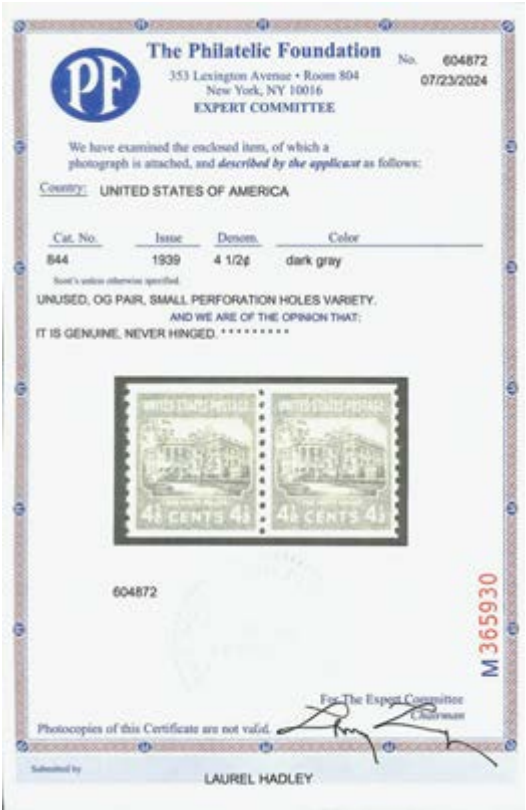 PF
The Philatelic Foundation
No. 604872
353 Lexington Avenue • Room 804
07/23/2024
New York, NY 10016
EXPERT COMMITTEE
We have examined the enclosed item, of which a
photograph is attached, and described by the applicant as follows:
Country: UNITED STATES OF AMERICA
Cat. No. Issue Denom. Color
844 1939 4 1/2¢ dark gray
Scott's unless otherwise specified.
UNUSED, OG PAIR, SMALL PERFORATION HOLES VARIETY.
AND WE ARE OF THE OPINION THAT:
IT IS GENUINE, NEVER HINGED. * * * * * * * * *
UNITED STATES POSTAGE UNITED STATES POSTAGE
4½ CENTS 4½ 4½ CENTS 4½
604872
M 365930
For The Expert Committee
Chairman
Photocopies of this Certificate are not valid.
Submitted by
LAUREL HADLEY